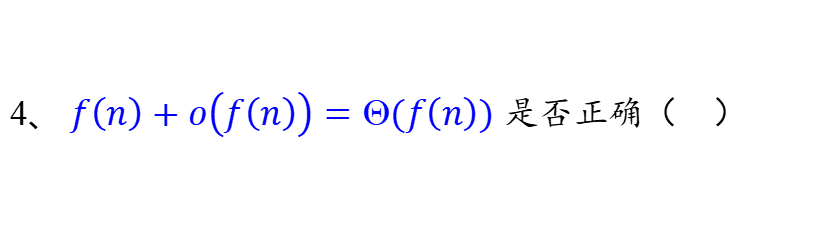 4、 f(n) + o(f(n)) = Θ(f(n)) 是否正确（ ）